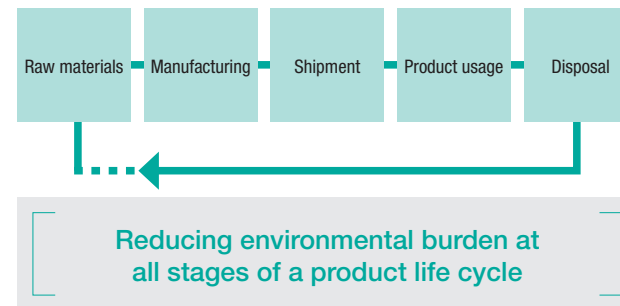 Raw materials
Manufacturing
Shipment
Product usage
Disposal
Reducing environmental burden at
all stages of a product life cycle